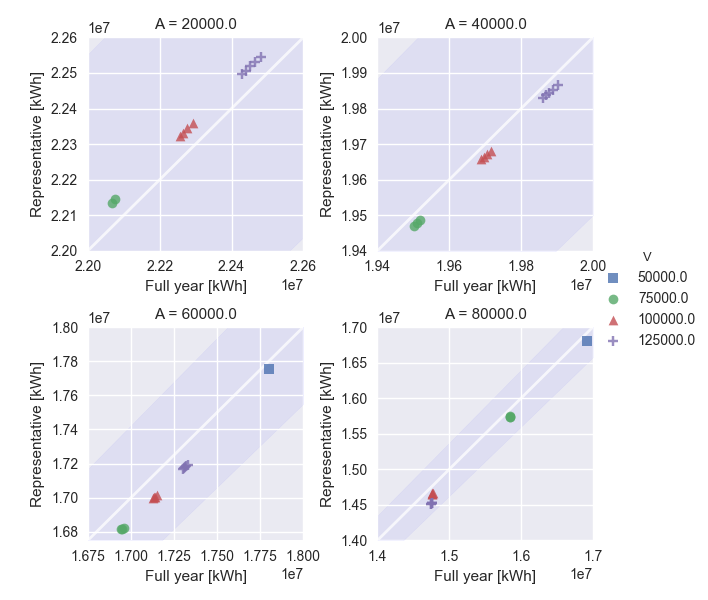 1e7
A = 20000.0
2.26
2.25
2.24
2.23
2.22
2.21
2.20
Representative [kWh]
2.20
2.22
2.24
2.26
Full year [kWh]
1e7
1e7
A = 40000.0
2.00
1.99
1.98
1.97
1.96
1.95
1.94
Representative [kWh]
1.94
1.96
1.98
2.00
Full year [kWh]
1e7
V
50000.0
75000.0
100000.0
125000.0
1e7
A = 60000.0
1.80
1.78
1.76
1.74
1.72
1.70
1.68
Representative [kWh]
1.675
1.700
1.725
1.750
1.775
1.800
Full year [kWh]
1e7
1e7
A = 80000.0
1.70
1.65
1.60
1.55
1.50
1.45
1.40
Representative [kWh]
1.4
1.5
1.6
1.7
Full year [kWh]
1e7